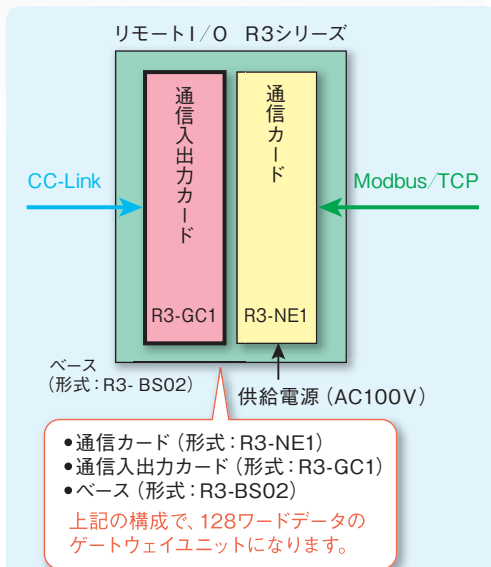 リモートI/O R3シリーズ
通信入出力カード
通信カード
CC-Link
Modbus/TCP
R3-GC1
R3-NE1
ベース
(形式:R3- BS02)
供給電源(AC100V)
●通信カード(形式:R3-NE1)
●通信入出力カード(形式:R3-GC1)
●ベース(形式:R3-BS02)
上記の構成で、128ワードデータの
ゲートウェイユニットになります。